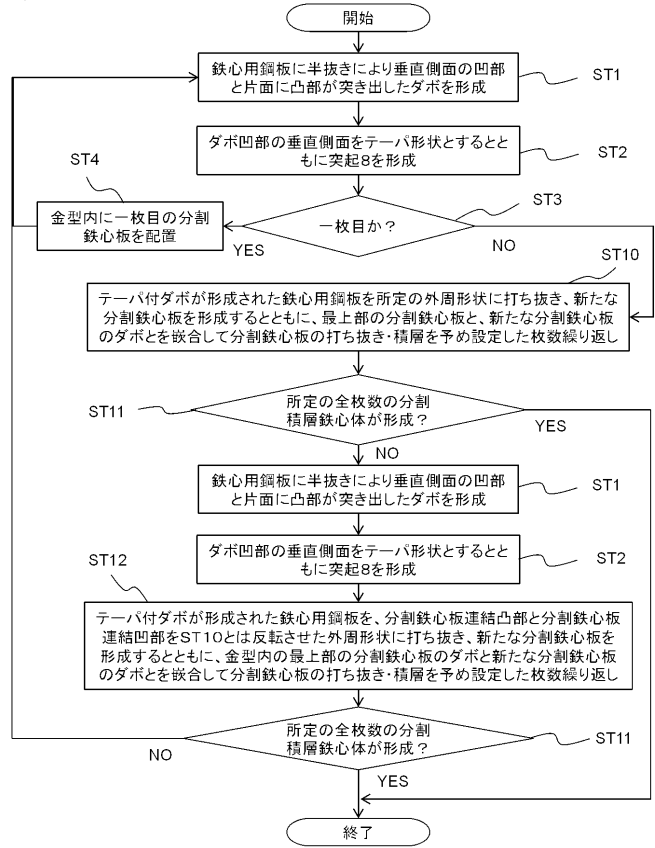 開始
鉄心用鋼板に半抜きにより垂直側面の凹部
と片面に凸部が突き出したダボを形成
ST1
ダボ凹部の垂直側面をテーパ形状とするとと
もに突起8を形成
ST2
ST4
金型内に一枚目の分割
鉄心板を配置
YES
一枚目か？
ST3
NO
ST10
テーパ付ダボが形成された鉄心用鋼板を所定の外周形状に打ち抜き、新たな
分割鉄心板を形成するとともに、最上部の分割鉄心板と、新たな分割鉄心板
のダボとを嵌合して分割鉄心板の打ち抜き・積層を予め設定した枚数繰り返し
ST11
所定の全枚数の分割
積層鉄心体が形成？
YES
NO
鉄心用鋼板に半抜きにより垂直側面の凹部
と片面に凸部が突き出したダボを形成
ST1
ダボ凹部の垂直側面をテーパ形状とするとと
もに突起8を形成
ST2
ST12
テーパ付ダボが形成された鉄心用鋼板を、分割鉄心板連結凸部と分割鉄心板
連結凹部をST10とは反転させた外周形状に打ち抜き、新たな分割鉄心板を
形成するとともに、金型内の最上部の分割鉄心板のダボと新たな分割鉄心板
のダボとを嵌合して分割鉄心板の打ち抜き・積層を予め設定した枚数繰り返し
所定の全枚数の分割
積層鉄心体が形成？
ST11
NO
YES
終了